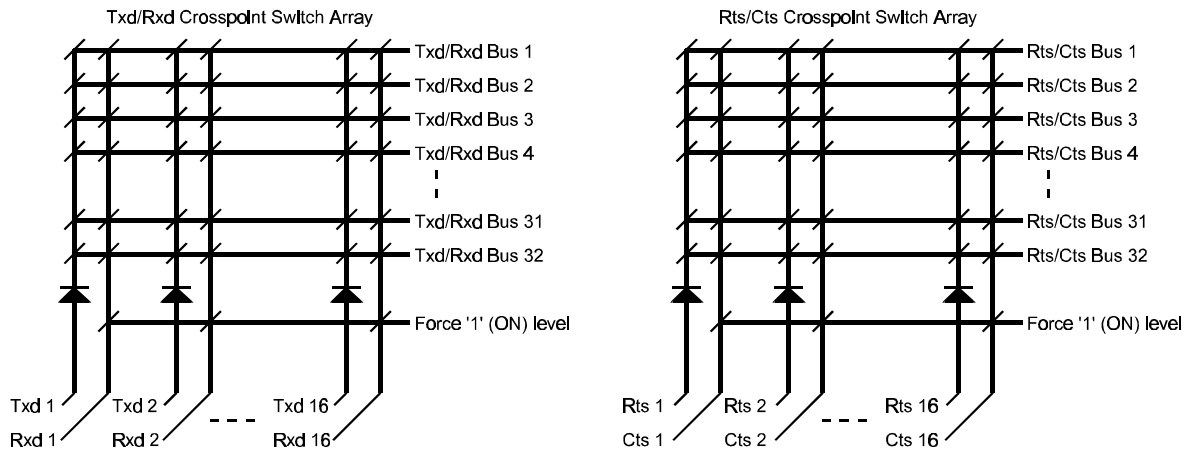 Txd/Rxd Crosspoint Switch Array
Txd/Rxd Bus 1
Txd/Rxd Bus 2
Txd/Rxd Bus 3
Txd/Rxd Bus 4
Txd/Rxd Bus 31
Txd/Rxd Bus 32
Force '1' (ON) level
Txd 1
Txd 2
Txd 16
Rxd 1
Rxd 2
Rxd 16
Rts/Cts Crosspoint Switch Array
Rts/Cts Bus 1
Rts/Cts Bus 2
Rts/Cts Bus 3
Rts/Cts Bus 4
Rts/Cts Bus 31
Rts/Cts Bus 32
Force '1' (ON) level
Rts 1
Rts 2
Rts 16
Cts 1
Cts 2
Cts 16